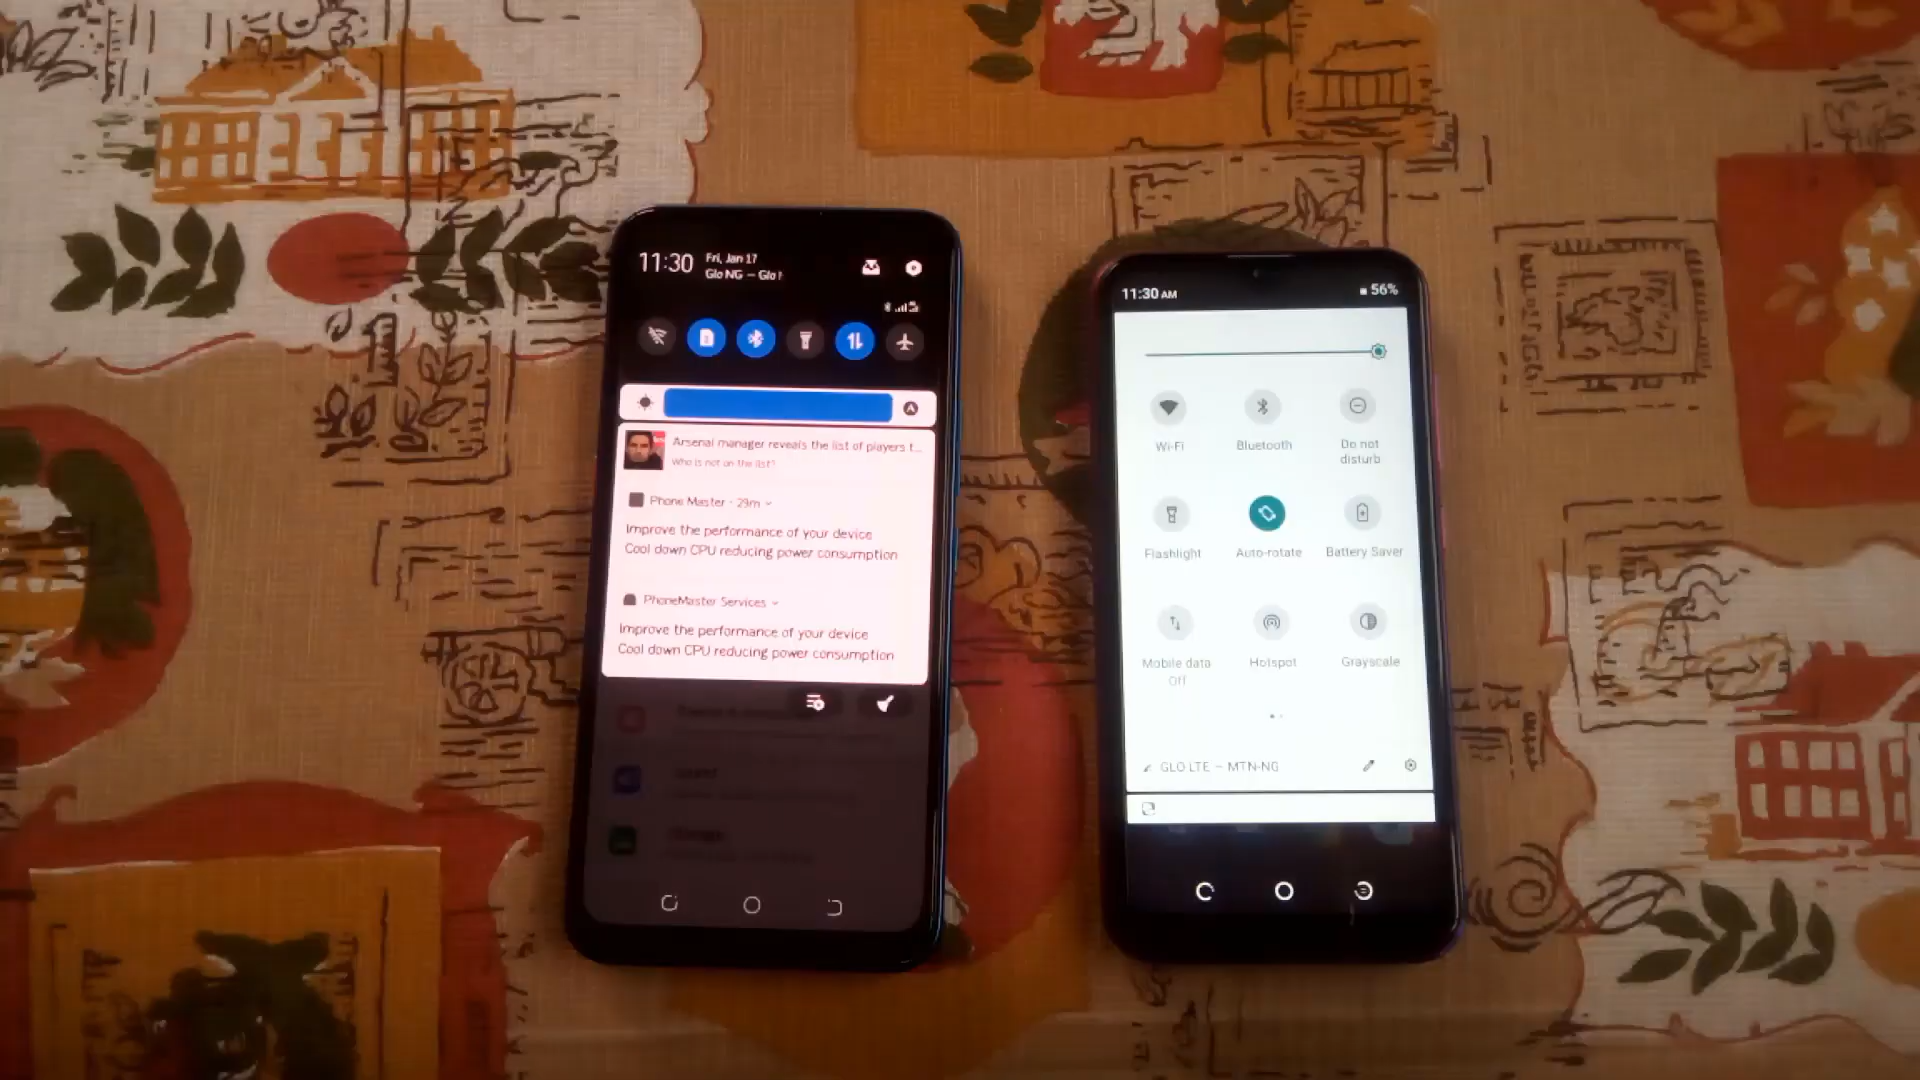 11:30
Fri, Jan 17
Glo NG – Glo
Arsenal manager reveals the list of players t...
Who is not on the list?
Phone Master · 29m
Improve the performance of your device
Cool down CPU reducing power consumption
PhoneMaster Services
Improve the performance of your device
Cool down CPU reducing power consumption
11:30 AM
56%
Wi-Fi
Bluetooth
Do not
disturb
Flashlight
Auto-rotate
Battery Saver
Mobile data
Off
Hotspot
Grayscale
GLO LTE – MTN-NG